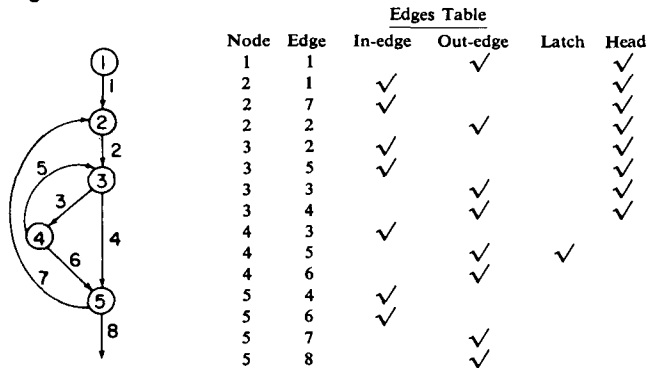 Edges Table
Node Edge In-edge Out-edge Latch Head
1 1 ✓ ✓
2 1 ✓ ✓
2 7 ✓ ✓
2 2 ✓ ✓
3 2 ✓ ✓
3 5 ✓ ✓
3 3 ✓ ✓
3 4 ✓ ✓
4 3 ✓
4 5 ✓ ✓
4 6 ✓
5 4 ✓
5 6 ✓
5 7 ✓
5 8 ✓
1
1
2
2
5
3
3
4
4
6
7
5
8